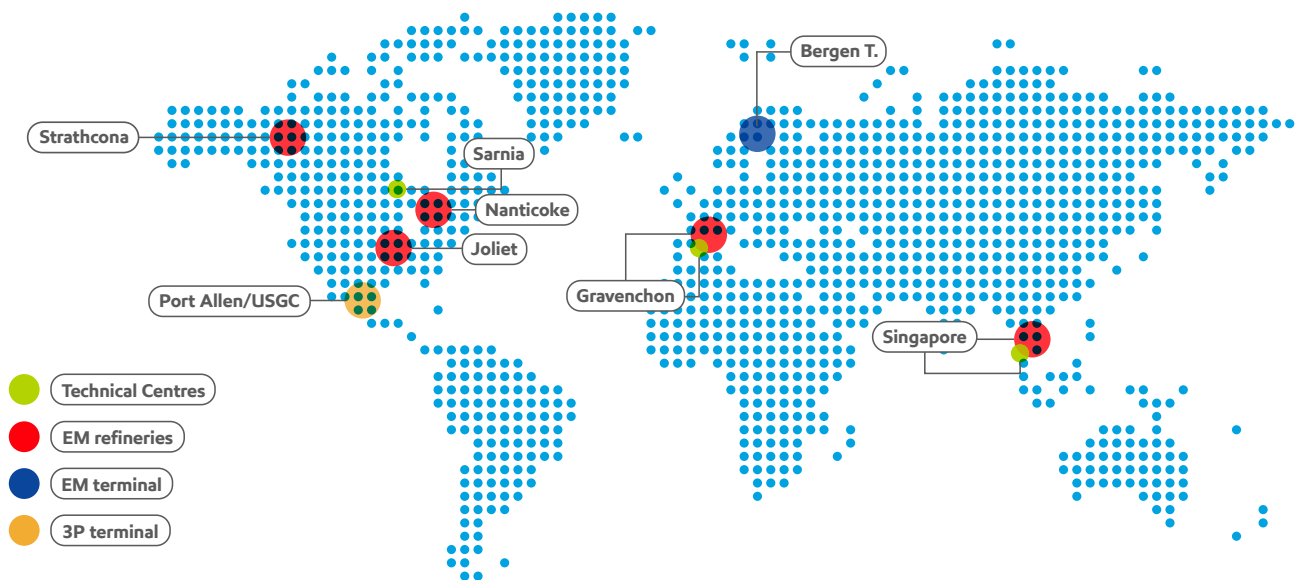 Bergen T.
Strathcona
Sarnia
Nanticoke
Joliet
Port Allen/USGC
Gravenchon
Singapore
Technical Centres
EM refineries
EM terminal
3P terminal